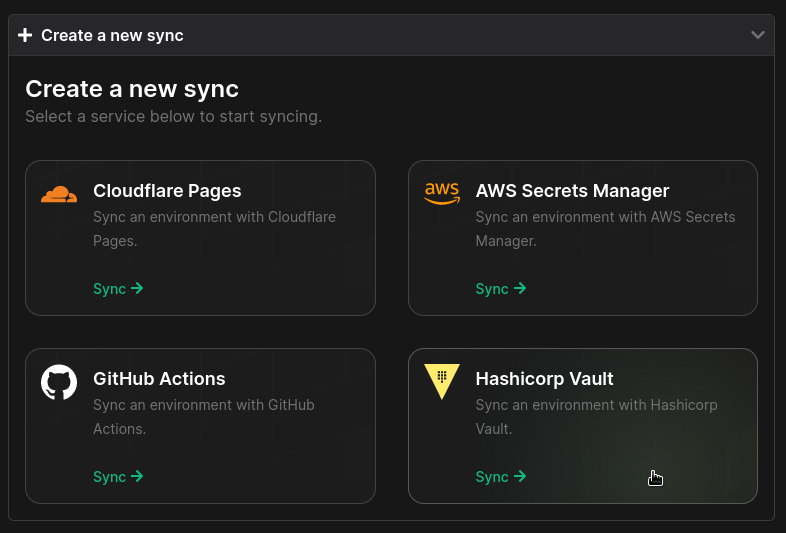 Create a new sync
Create a new sync
Select a service below to start syncing.
Cloudflare Pages
Sync an environment with Cloudflare
Pages.
Sync
aws
AWS Secrets Manager
Sync an environment with AWS Secrets
Manager.
Sync
GitHub Actions
Sync an environment with GitHub
Actions.
Sync
Hashicorp Vault
Sync an environment with Hashicorp
Vault.
Sync